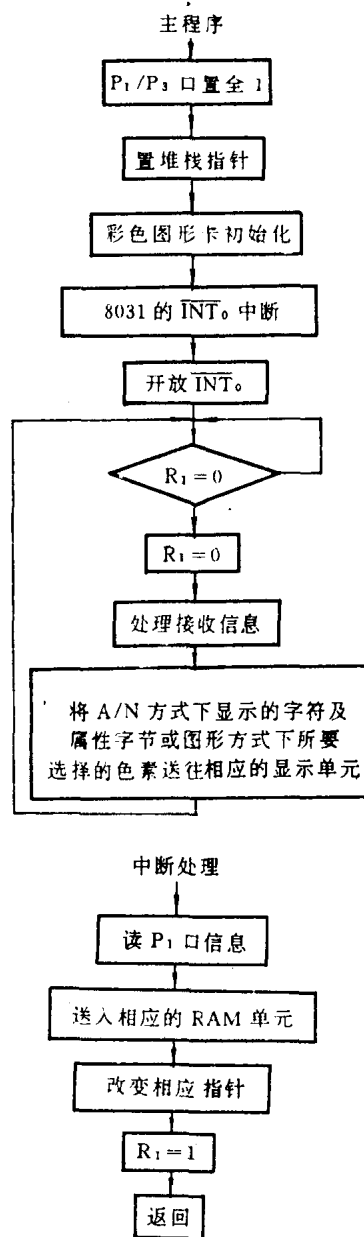 主程序
P₁/P₃ 口置全 1
置堆栈指针
彩色图形卡初始化
8031 的 I̅N̅T̅₀ 中断
开放 I̅N̅T̅₀
R₁=0
R₁=0
处理接收信息
将 A/N 方式下显示的字符及
属性字节或图形方式下所要
选择的色素送往相应的显示单元
中断处理
读 P₁ 口信息
送入相应的 RAM 单元
改变相应指针
R₁=1
返回